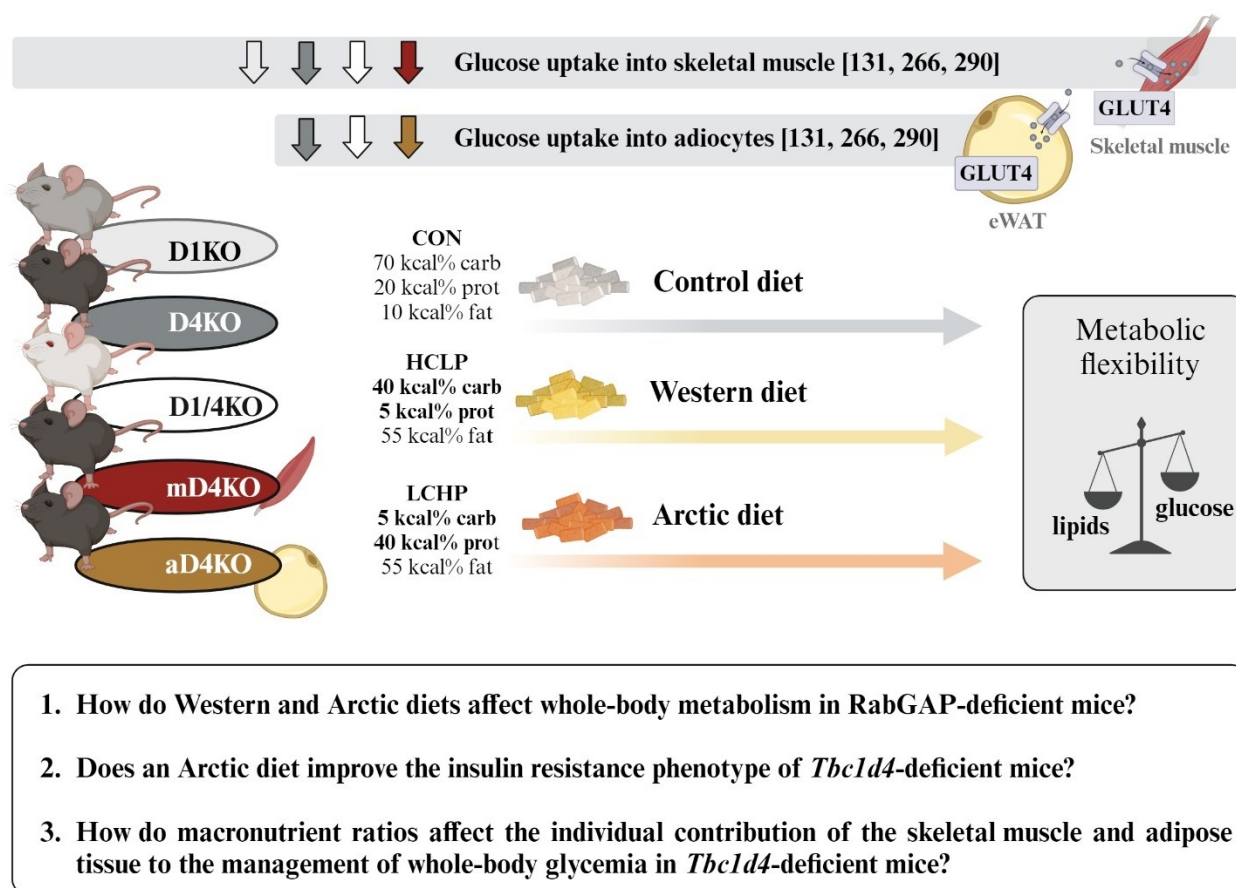 Glucose uptake into skeletal muscle [131, 266, 290]
GLUT4
Skeletal muscle
Glucose uptake into adiocytes [131, 266, 290]
GLUT4
eWAT
D1KO
D4KO
D1/4KO
mD4KO
aD4KO
CON
70 kcal% carb
20 kcal% prot
10 kcal% fat
Control diet
HCLP
40 kcal% carb
5 kcal% prot
55 kcal% fat
Western diet
LCHP
5 kcal% carb
40 kcal% prot
55 kcal% fat
Arctic diet
Metabolic
flexibility
lipids
glucose
1. How do Western and Arctic diets affect whole-body metabolism in RabGAP-deficient mice?
2. Does an Arctic diet improve the insulin resistance phenotype of Tbc1d4-deficient mice?
3. How do macronutrient ratios affect the individual contribution of the skeletal muscle and adipose
tissue to the management of whole-body glycemia in Tbc1d4-deficient mice?